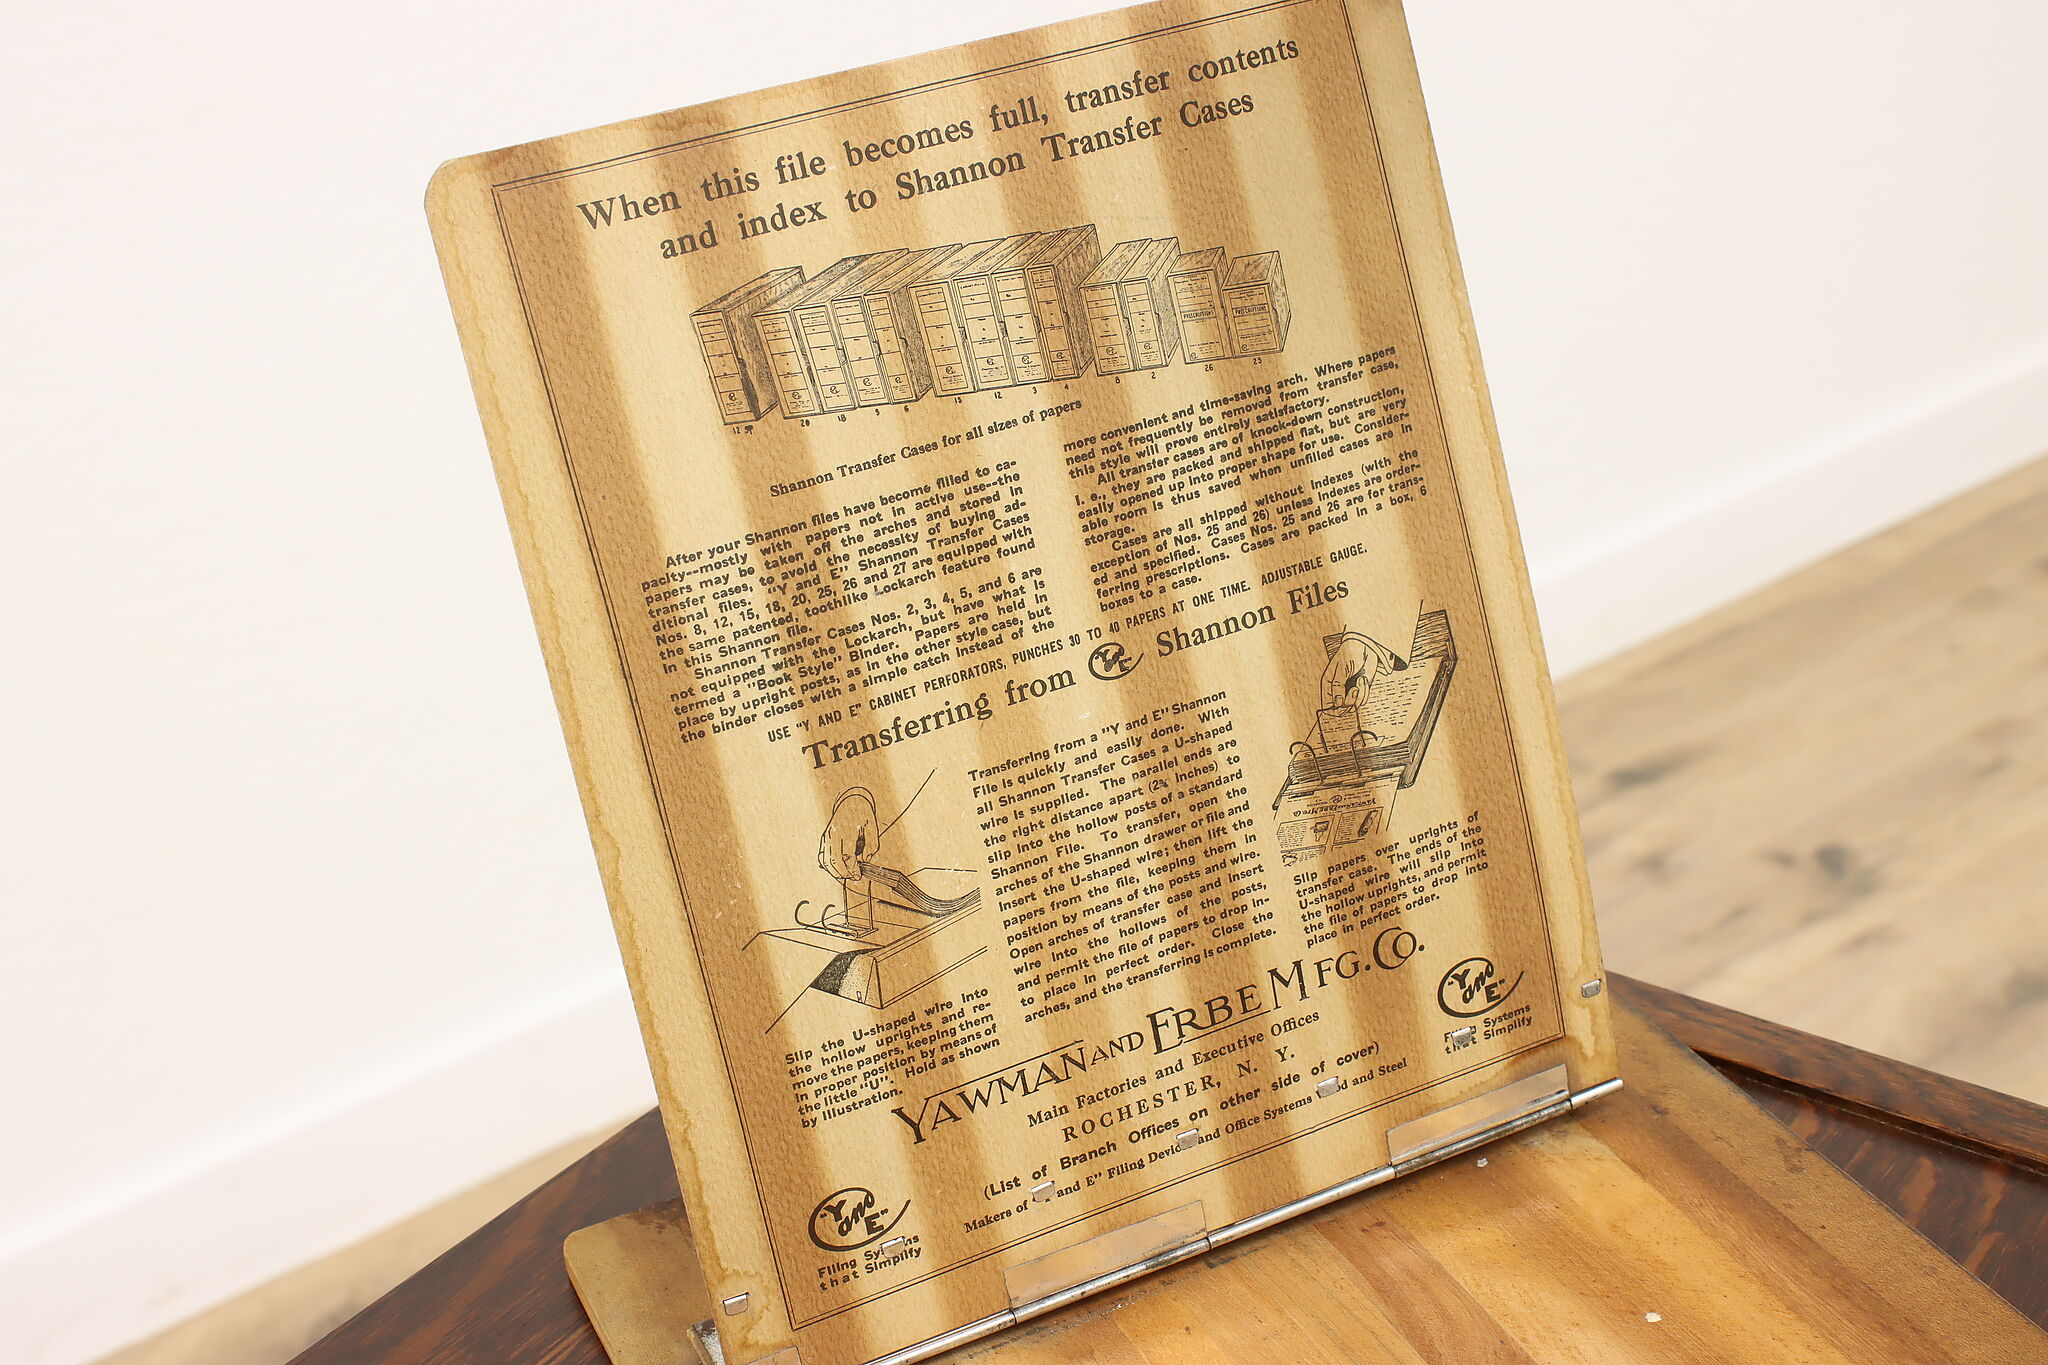 When this file becomes full, transfer contents
and index to Shannon Transfer Cases
PRESCRIPTIONS
PRESCRIPTIONS
20
18
5
6
15
12
3
4
8
2
26
25
Shannon Transfer Cases for all sizes of papers
After your Shannon files have become filled to ca-
pacity--mostly with papers not in active use--the
papers may be taken off the arches and stored in
transfer cases, to avoid the necessity of buying ad-
ditional files. "Y and E" Shannon Transfer Cases
Nos. 8, 12, 15, 18, 20, 25, 26 and 27 are equipped with
the same patented, toothlike Lockarch feature found
in this Shannon file.
Shannon Transfer Cases Nos. 2, 3, 4, 5, and 6 are
not equipped with the Lockarch, but have what is
termed a "Book Style" Binder. Papers are held in
place by upright posts, as in the other style case, but
the binder closes with a simple catch instead of the
more convenient and time-saving arch. Where papers
need not frequently be removed from transfer case,
this style will prove entirely satisfactory.
All transfer cases are of knock-down construction,
i. e., they are packed and shipped flat, but are very
easily opened up into proper shape for use. Consider-
able room is thus saved when unfilled cases are in
storage.
Cases are all shipped without indexes (with the
exception of Nos. 25 and 26) unless indexes are order-
ed and specified. Cases Nos. 25 and 26 are for trans-
ferring prescriptions. Cases are packed in a box, 6
boxes to a case.
USE "Y AND E" CABINET PERFORATORS, PUNCHES 30 TO 40 PAPERS AT ONE TIME. ADJUSTABLE GAUGE.
Transferring from Y and E Shannon Files
Transferring from a "Y and E" Shannon
File is quickly and easily done. With
all Shannon Transfer Cases a U-shaped
wire is supplied. The parallel ends are
the right distance apart (2¾ inches) to
slip into the hollow posts of a standard
Shannon File. To transfer, open the
arches of the Shannon drawer or file and
insert the U-shaped wire; then lift the
papers from the file, keeping them in
position by means of the posts and wire.
Open arches of transfer case and insert
wire into the hollows of the posts,
and permit the file of papers to drop in-
to place in perfect order. Close the
arches, and the transferring is complete.
Slip the U-shaped wire into
the hollow uprights and re-
move the papers, keeping them
in proper position by means of
the little "U". Hold as shown
by illustration.
YAWMAN AND ERBE MFG. CO.
Slip papers over uprights of
transfer case. The ends of the
U-shaped wire will slip into
the hollow uprights, and permit
the file of papers to drop into
place in perfect order.
YAWMAN AND ERBE MFG. CO.
Main Factories and Executive Offices
ROCHESTER, N. Y.
(List of Branch Offices on other side of cover)
Makers of and E" Filing and Office Systems and Steel
"Y and E"
Filing
that Simplify
"Y and E"
Systems
Simplify